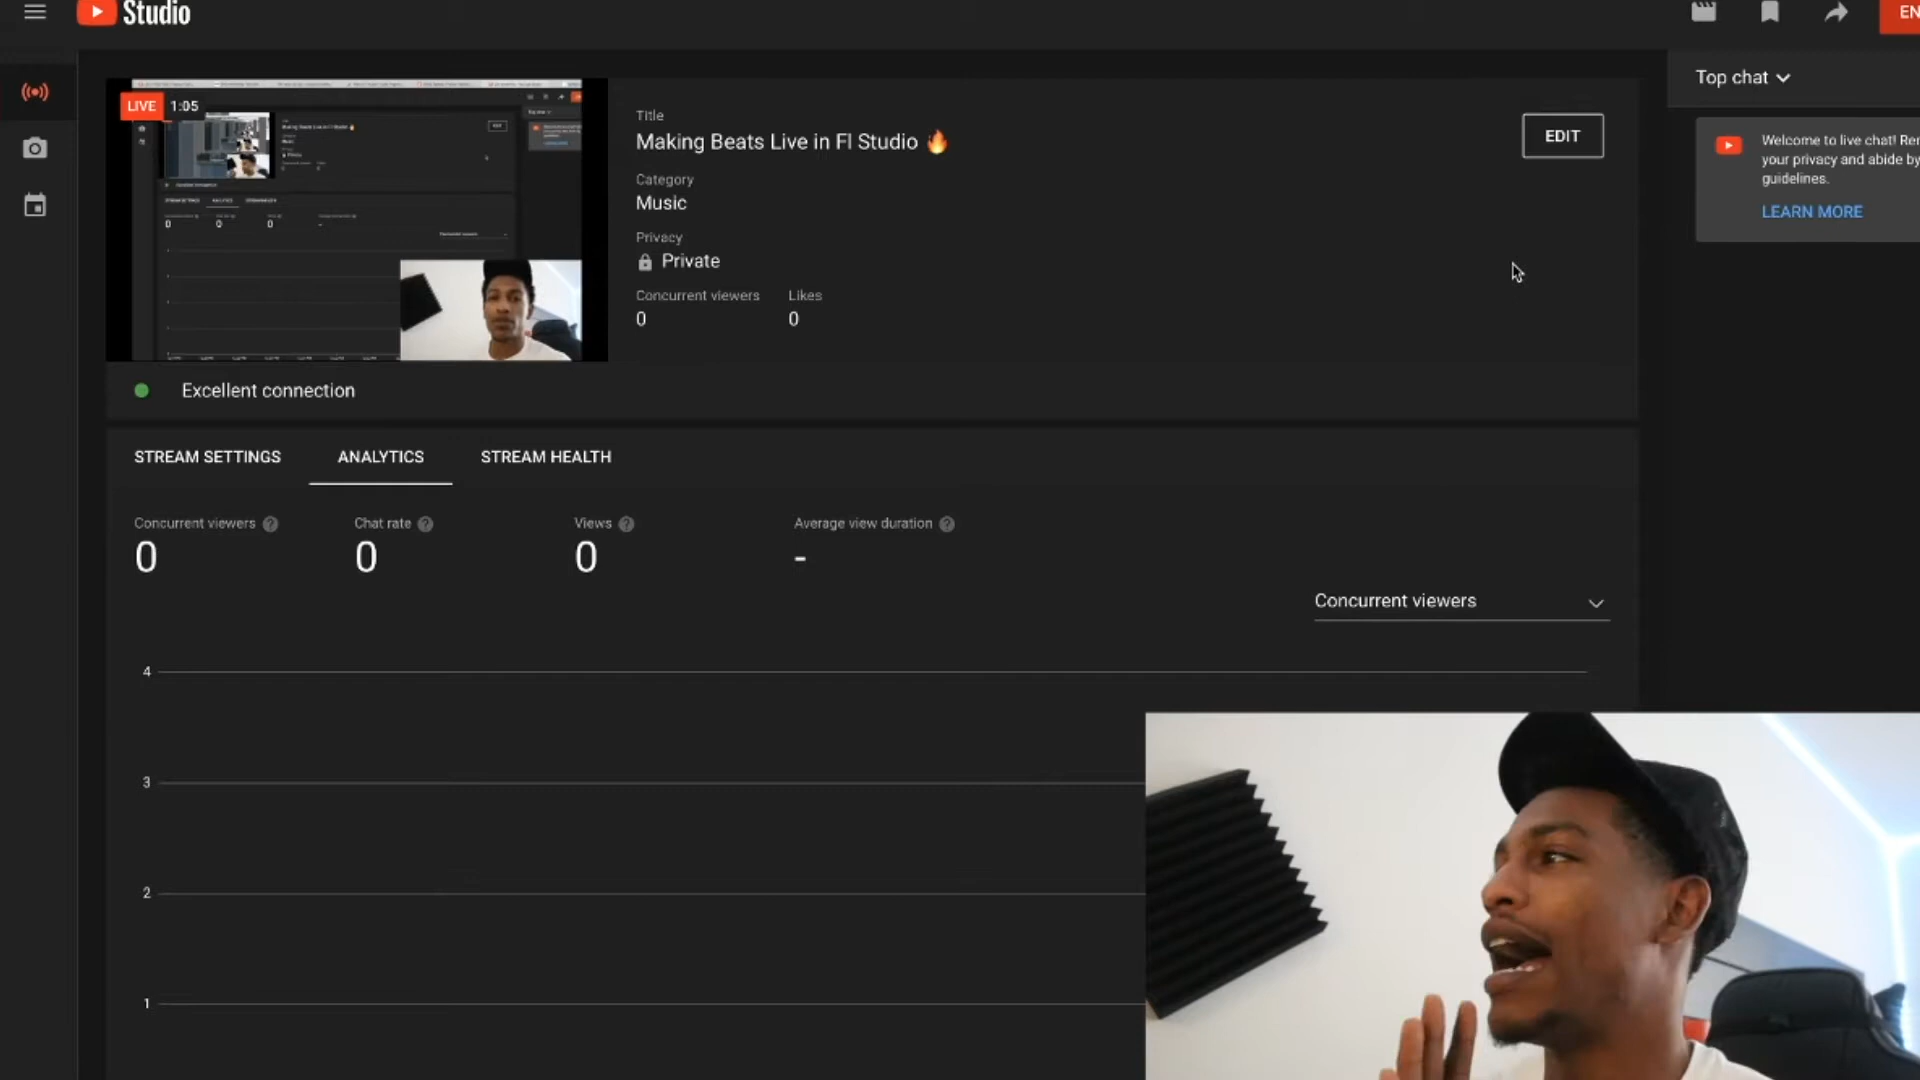 Studio
EN
LIVE 1:05
Title
Making Beats Live in Fl Studio 🔥
EDIT
Category
Music
Privacy
Private
Concurrent viewers Likes
0 0
Top chat
Welcome to live chat!
your privacy and abide by
guidelines.
LEARN MORE
Excellent connection
STREAM SETTINGS ANALYTICS STREAM HEALTH
Concurrent viewers Chat rate Views Average view duration
0 0 0 -
Concurrent viewers
4
3
2
1